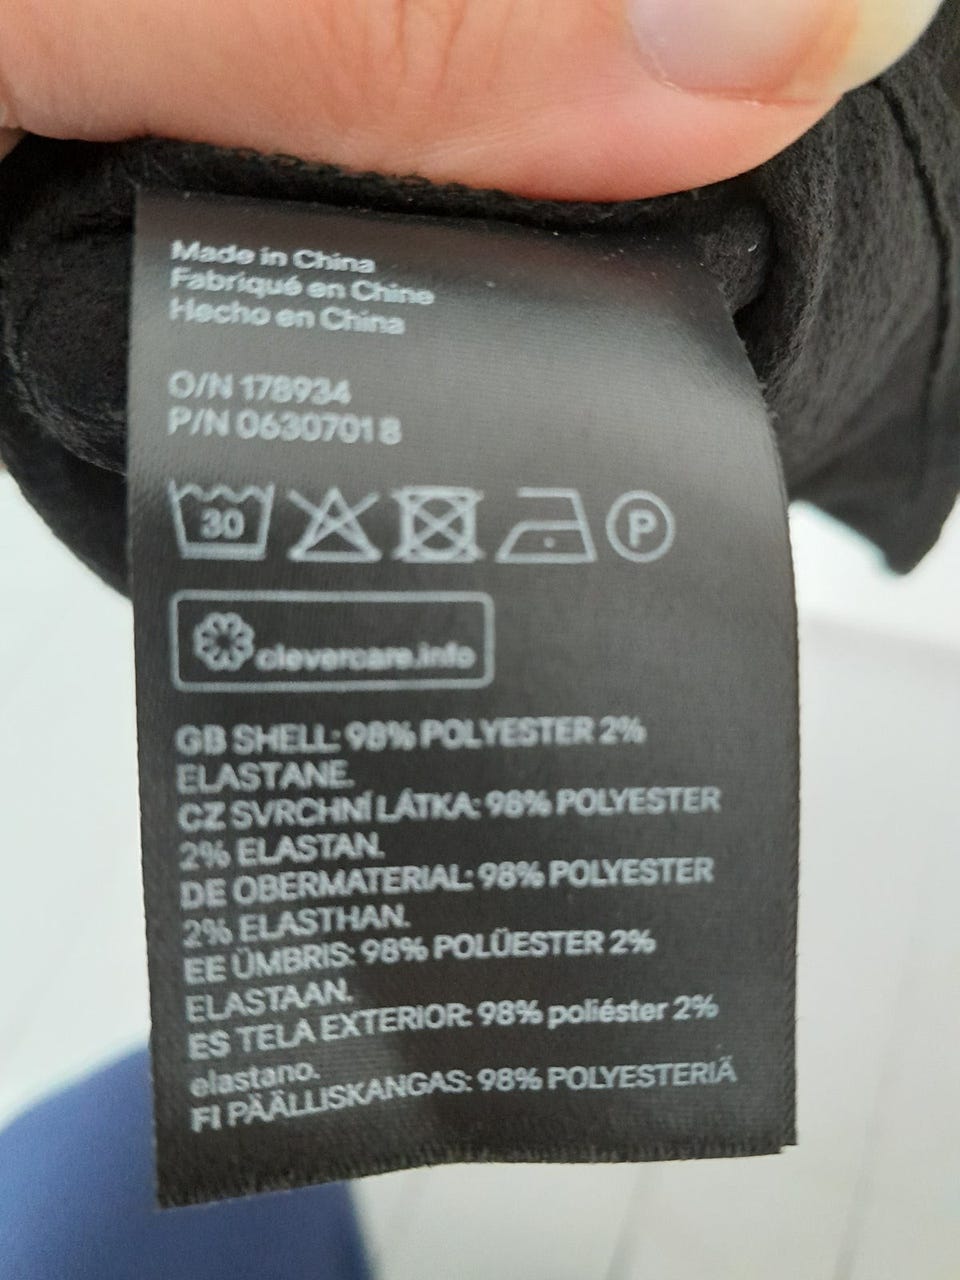 Made in China
Fabriqué en Chine
Hecho en China
O/N 178934
P/N 06307018
30 P
clevercare.info
GB SHELL: 98% POLYESTER 2%
ELASTANE.
CZ SVRCHNÍ LÁTKA: 98% POLYESTER
2% ELASTAN.
DE OBERMATERIAL: 98% POLYESTER
2% ELASTHAN.
EE ÜMBRIS: 98% POLÜESTER 2%
ELASTAAN.
ES TELA EXTERIOR: 98% poliéster 2%
elastano.
FI PÄÄLLISKANGAS: 98% POLYESTERIÄ